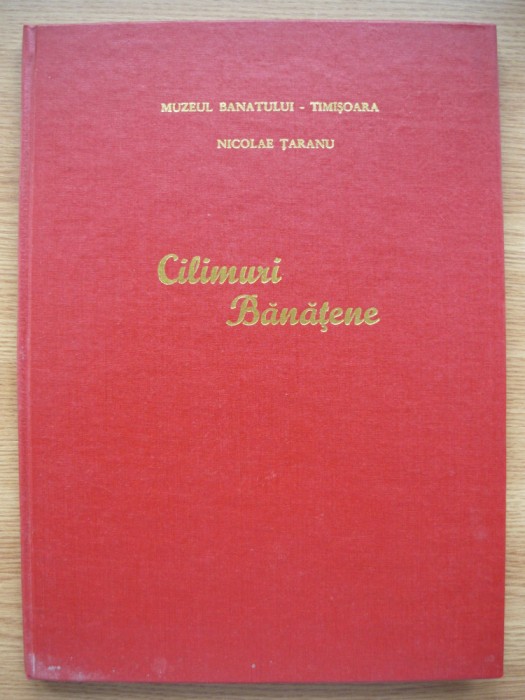 MUZEUL BANATULUI - TIMIŞOARA
NICOLAE ŢARANU
Cilimuri
Bănăţene